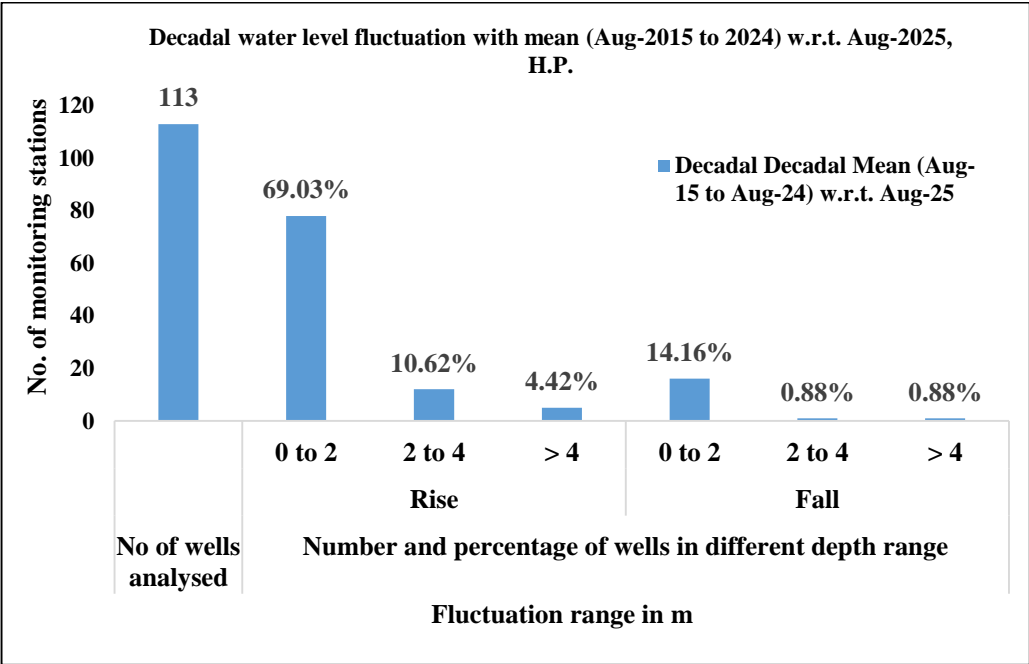 Decadal water level fluctuation with mean (Aug-2015 to 2024) w.r.t. Aug-2025,
H.P.
No. of monitoring stations
120
100
80
60
40
20
0
113
69.03%
10.62%
4.42%
14.16%
0.88%
0.88%
Decadal Decadal Mean (Aug-
15 to Aug-24) w.r.t. Aug-25
0 to 2
2 to 4
> 4
0 to 2
2 to 4
> 4
Rise
Fall
No of wells
analysed
Number and percentage of wells in different depth range
Fluctuation range in m